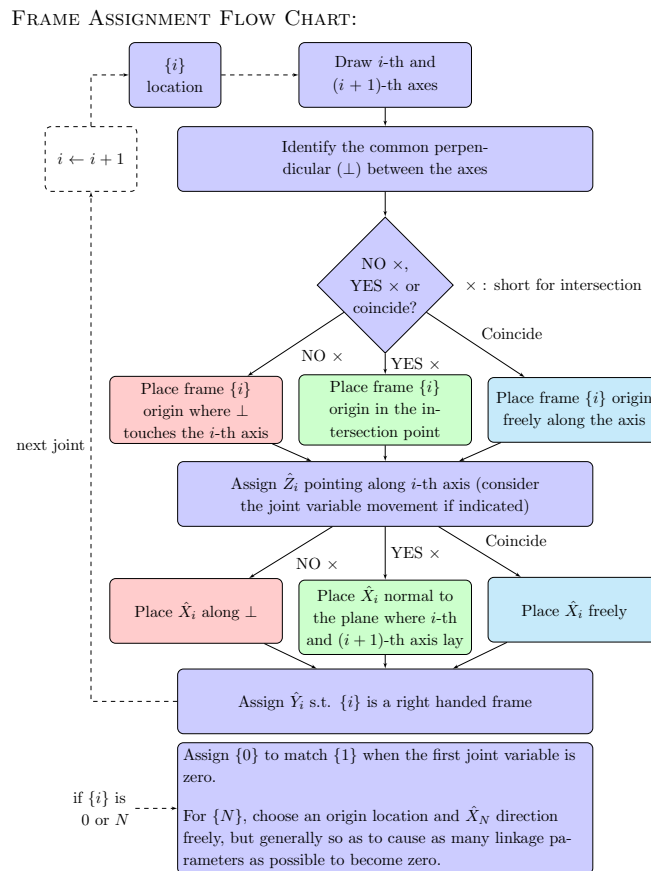 FRAME ASSIGNMENT FLOW CHART:
{i}
location
Draw i-th and
(i + 1)-th axes
i ← i + 1
Identify the common perpen-
dicular (⊥) between the axes
NO ×,
YES × or
coincide?
× : short for intersection
NO ×
YES ×
Coincide
Place frame {i}
origin where ⊥
touches the i-th axis
Place frame {i}
origin in the in-
tersection point
Place frame {i} origin
freely along the axis
next joint
Assign Ẑᵢ pointing along i-th axis (consider
the joint variable movement if indicated)
NO ×
YES ×
Coincide
Place X̂ᵢ along ⊥
Place X̂ᵢ normal to
the plane where i-th
and (i + 1)-th axis lay
Place X̂ᵢ freely
Assign Ŷᵢ s.t. {i} is a right handed frame
if {i} is
0 or N
Assign {0} to match {1} when the first joint variable is
zero.
For {N}, choose an origin location and X̂_N direction
freely, but generally so as to cause as many linkage pa-
rameters as possible to become zero.